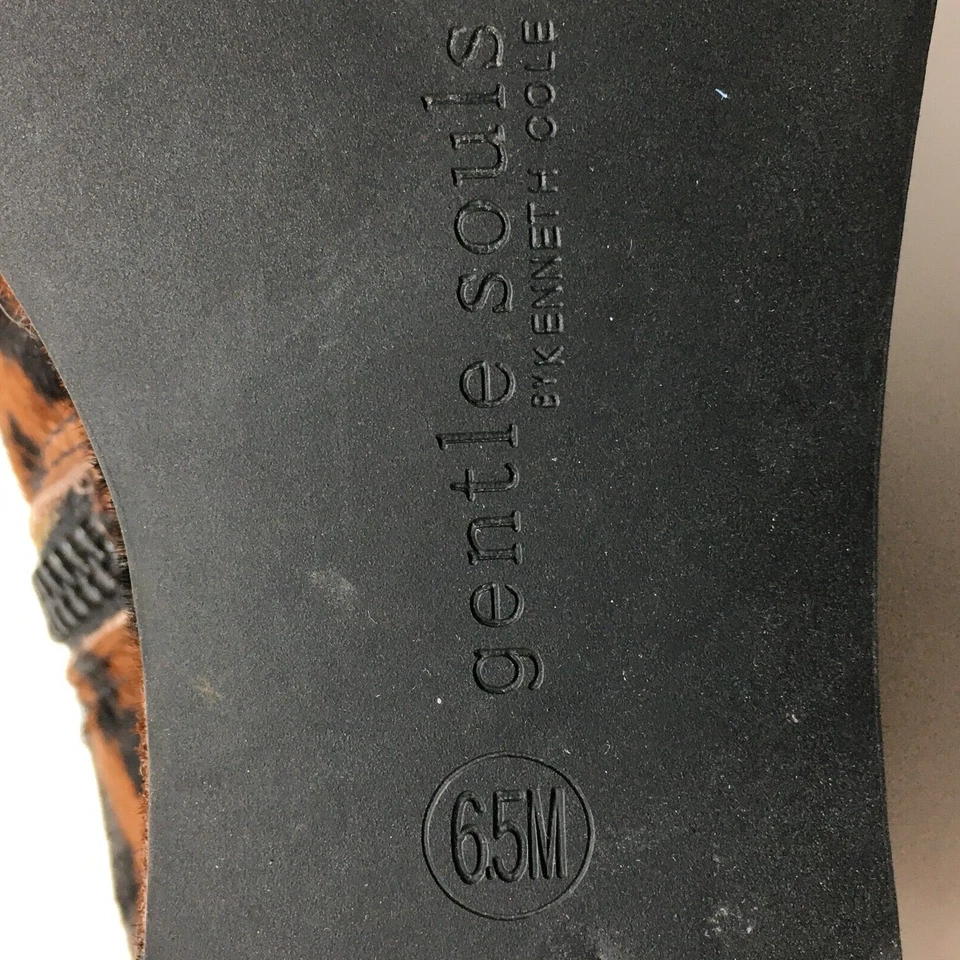 gentle souls
BY KENNETH COLE
6.5M